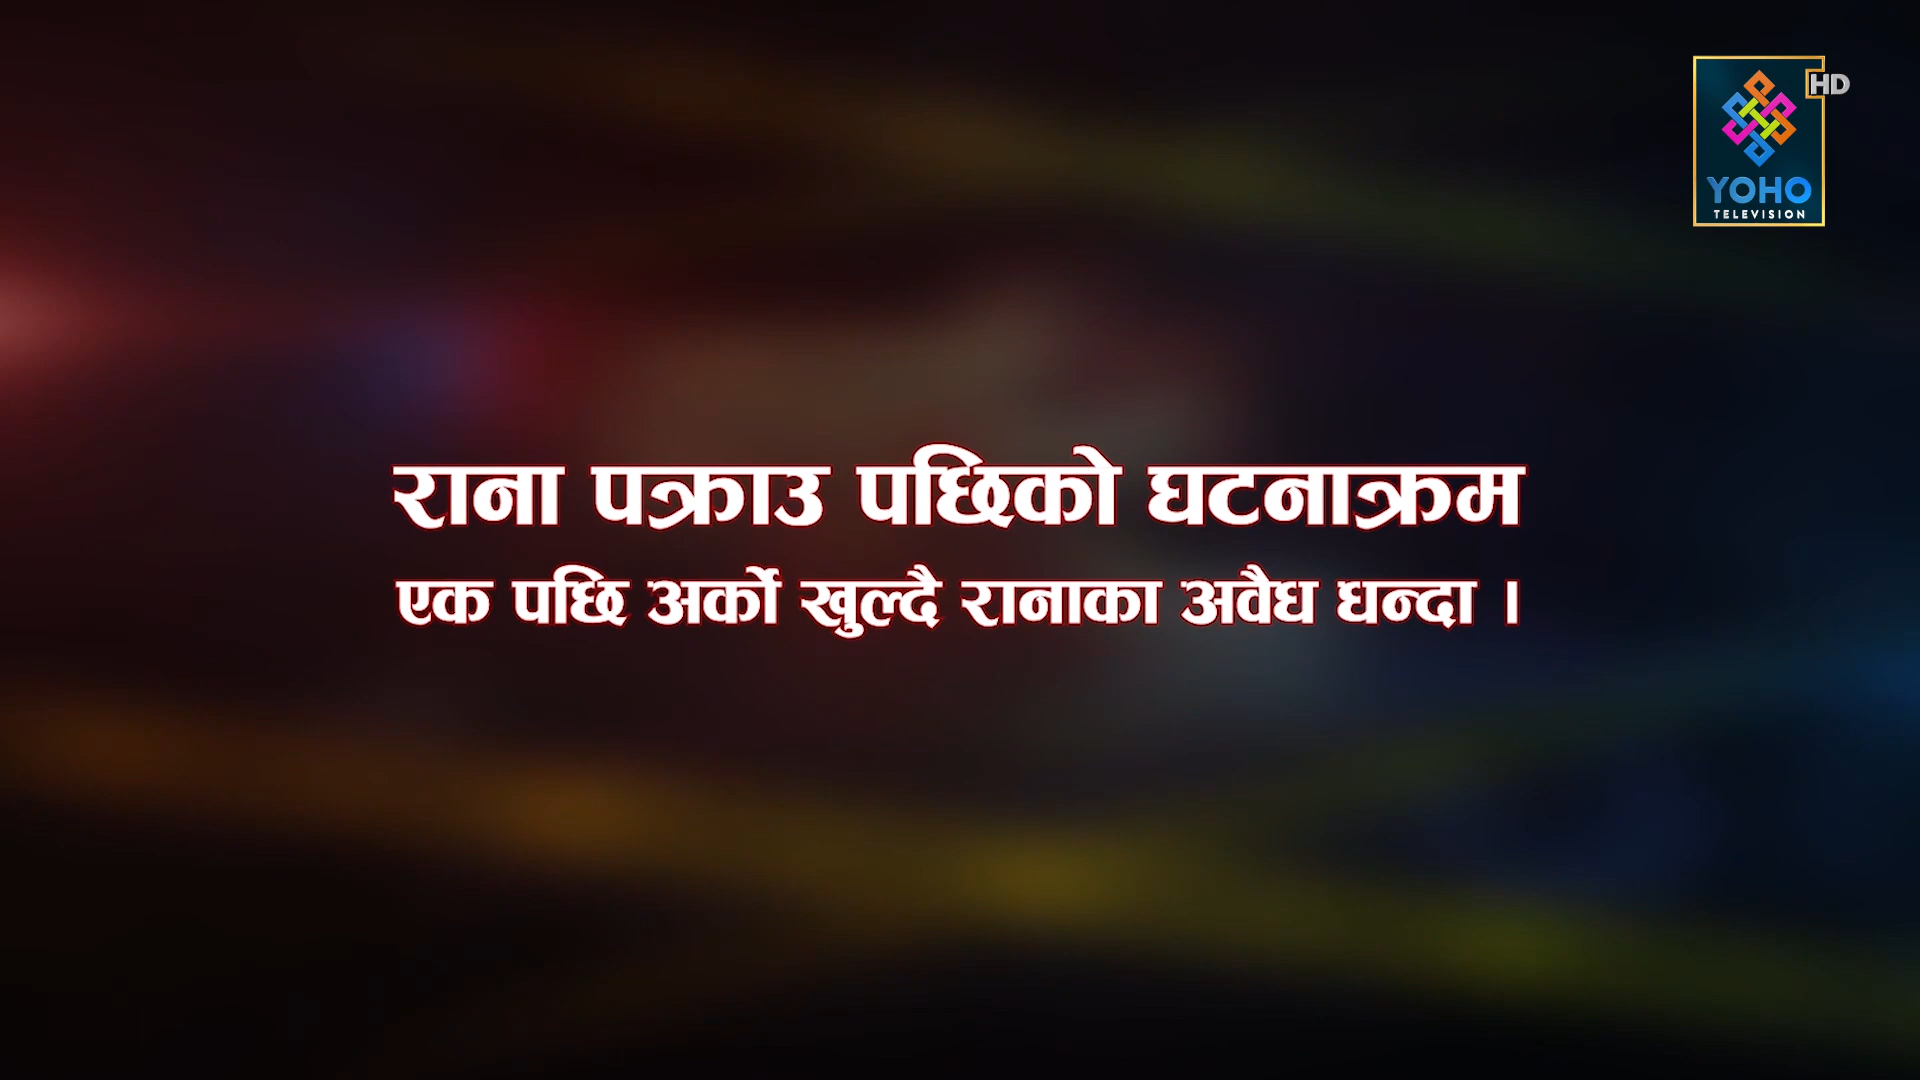 HD
YOHO
TELEVISION
राना पक्राउ पछिको घटनाक्रम
एक पछि अर्को खुल्दै रानाका अवैध धन्दा ।